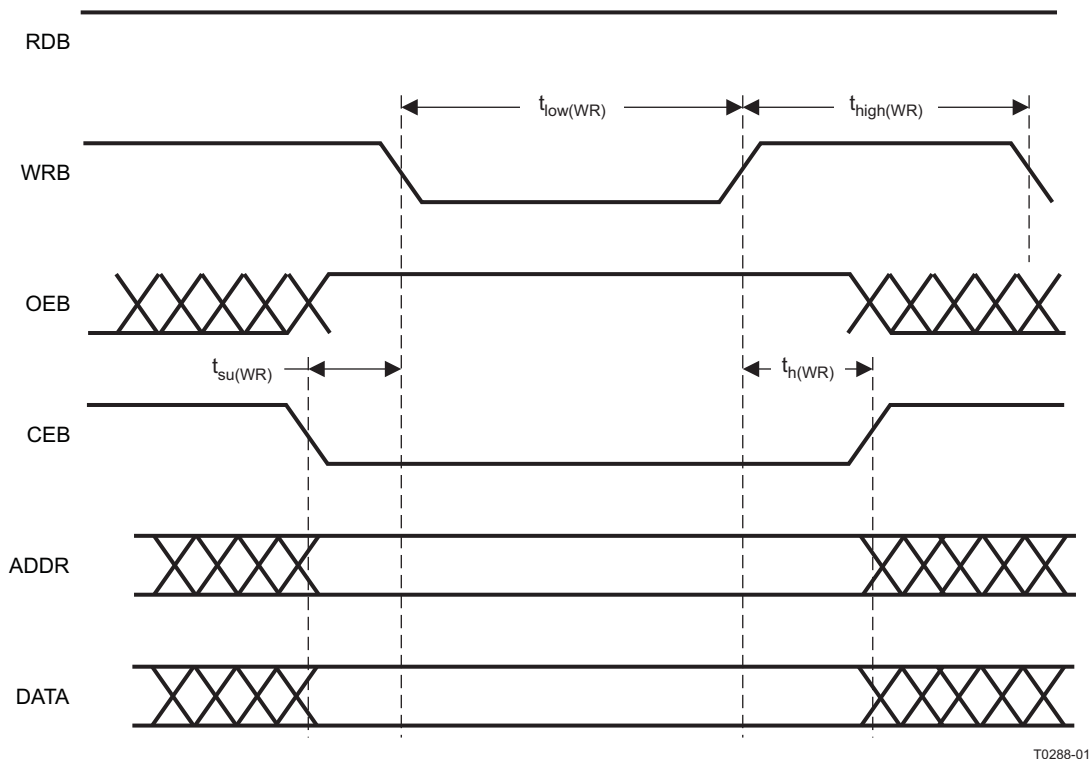 RDB
t_low(WR)
t_high(WR)
WRB
OEB
t_su(WR)
t_h(WR)
CEB
ADDR
DATA
T0288-01